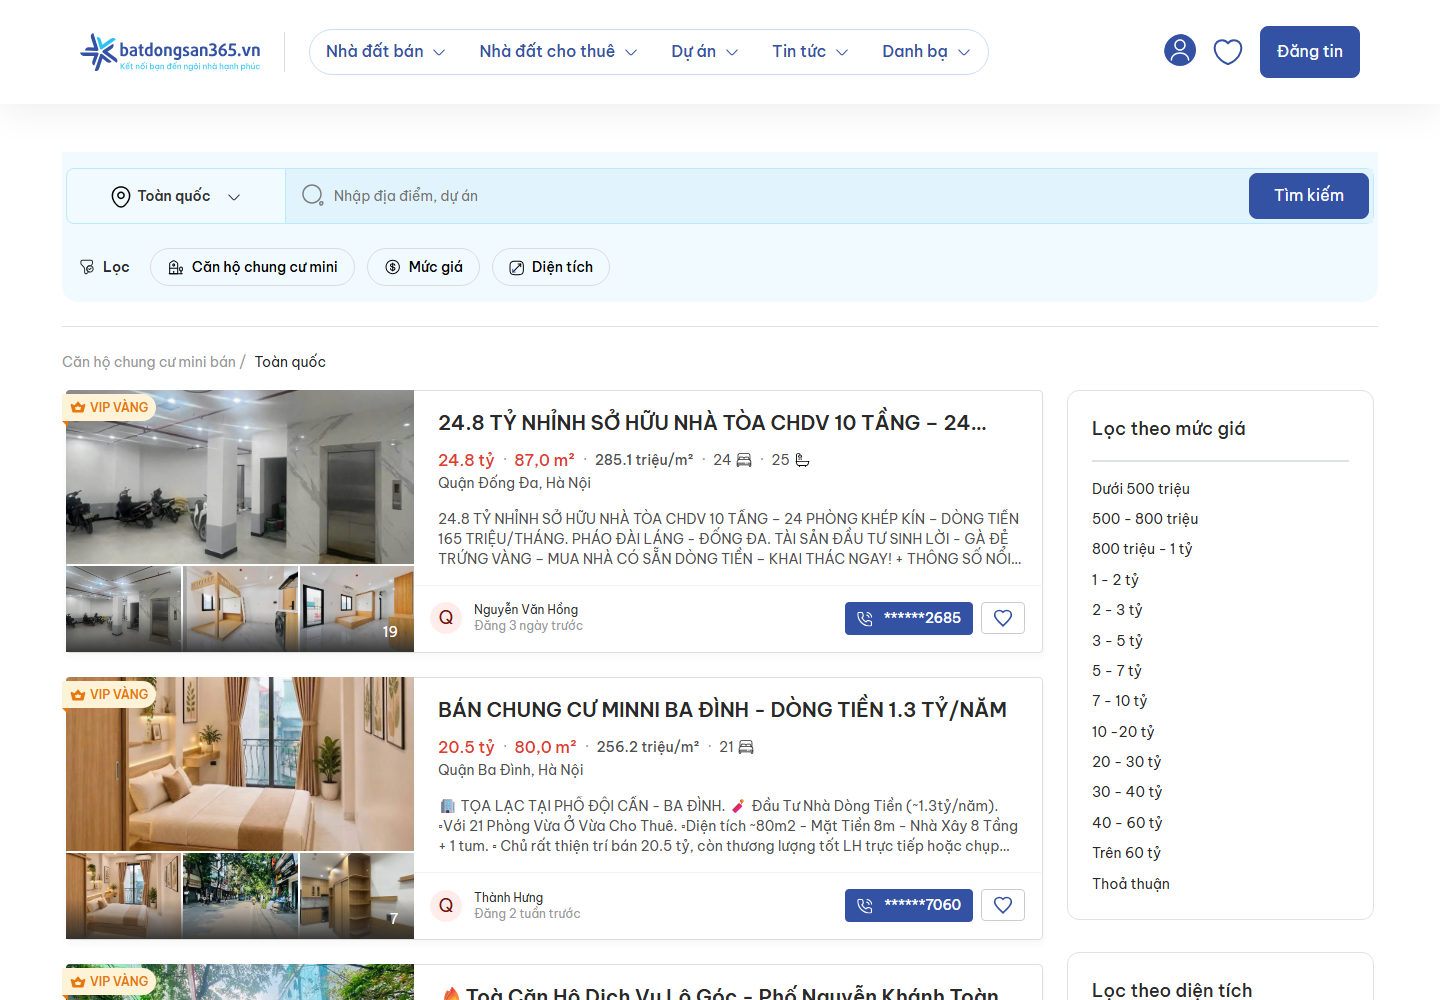 batdongsan365.vn
Kết nối bạn đến ngôi nhà hạnh phúc
Nhà đất bán
Nhà đất cho thuê
Dự án
Tin tức
Danh bạ
Đăng tin
Toàn quốc
Nhập địa điểm, dự án
Tìm kiếm
Lọc
Căn hộ chung cư mini
Mức giá
Diện tích
Căn hộ chung cư mini bán / Toàn quốc
VIP VÀNG
19
24.8 TỶ NHỈNH SỞ HỮU NHÀ TÒA CHDV 10 TẦNG – 24...
24.8 tỷ · 87,0 m² · 285.1 triệu/m² · 24 · 25
Quận Đống Đa, Hà Nội
24.8 TỶ NHỈNH SỞ HỮU NHÀ TÒA CHDV 10 TẦNG – 24 PHÒNG KHÉP KÍN – DÒNG TIỀN
165 TRIỆU/THÁNG. PHÁO ĐÀI LÁNG - ĐỐNG ĐA. TÀI SẢN ĐẦU TƯ SINH LỜI - GÀ ĐẺ
TRỨNG VÀNG – MUA NHÀ CÓ SẴN DÒNG TIỀN – KHAI THÁC NGAY! + THÔNG SỐ NỔI...
Q
Nguyễn Văn Hồng
Đăng 3 ngày trước
******2685
VIP VÀNG
7
BÁN CHUNG CƯ MINNI BA ĐÌNH - DÒNG TIỀN 1.3 TỶ/NĂM
20.5 tỷ · 80,0 m² · 256.2 triệu/m² · 21
Quận Ba Đình, Hà Nội
🏢 TỌA LẠC TẠI PHỐ ĐỘI CẤN - BA ĐÌNH. 🧨 Đầu Tư Nhà Dòng Tiền (~1.3tỷ/năm).
▫Với 21 Phòng Vừa Ở Vừa Cho Thuê. ▫Diện tích ~80m2 - Mặt Tiền 8m - Nhà Xây 8 Tầng
+ 1 tum. ▫ Chủ rất thiện trí bán 20.5 tỷ, còn thương lượng tốt LH trực tiếp hoặc chụp...
Q
Thành Hưng
Đăng 2 tuần trước
******7060
VIP VÀNG
🔥 Toà Căn Hộ Dịch Vụ Lô Góc - Phố Nguyễn Khánh Toàn
Lọc theo mức giá
Dưới 500 triệu
500 - 800 triệu
800 triệu - 1 tỷ
1 - 2 tỷ
2 - 3 tỷ
3 - 5 tỷ
5 - 7 tỷ
7 - 10 tỷ
10 -20 tỷ
20 - 30 tỷ
30 - 40 tỷ
40 - 60 tỷ
Trên 60 tỷ
Thoả thuận
Lọc theo diện tích